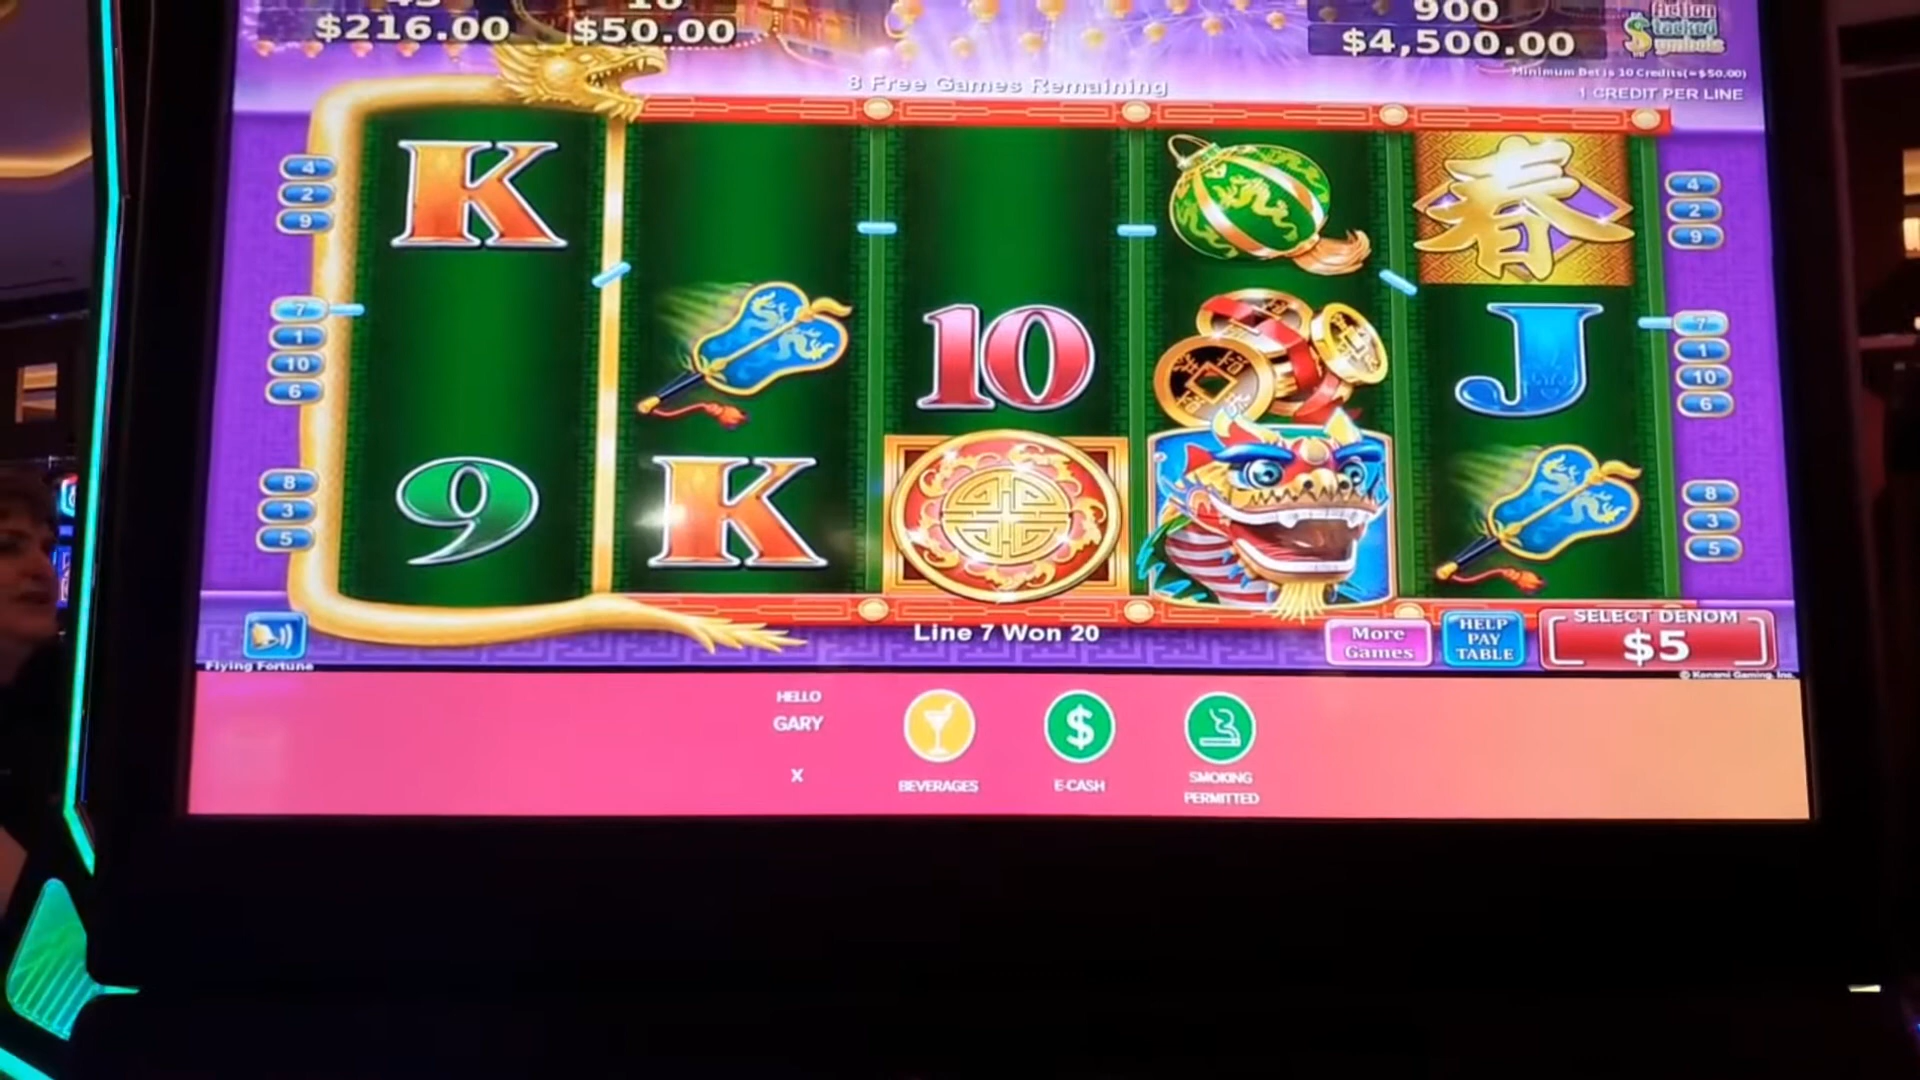 $216.00 $50.00
900
$4,500.00
Action
Stacked
$ymbols
8 Free Games Remaining
Minimum Bet is 10 Credits(=$50.00)
1 CREDIT PER LINE
K
春
4
2
9
4
2
9
7
1
10
6
10
J
7
1
10
6
9
K
8
3
5
8
3
5
Line 7 Won 20
More
Games
HELP
PAY
TABLE
SELECT DENOM
$5
Flying Fortune
© Konami Gaming, Inc.
HELLO
GARY
X
BEVERAGES
E-CASH
SMOKING
PERMITTED